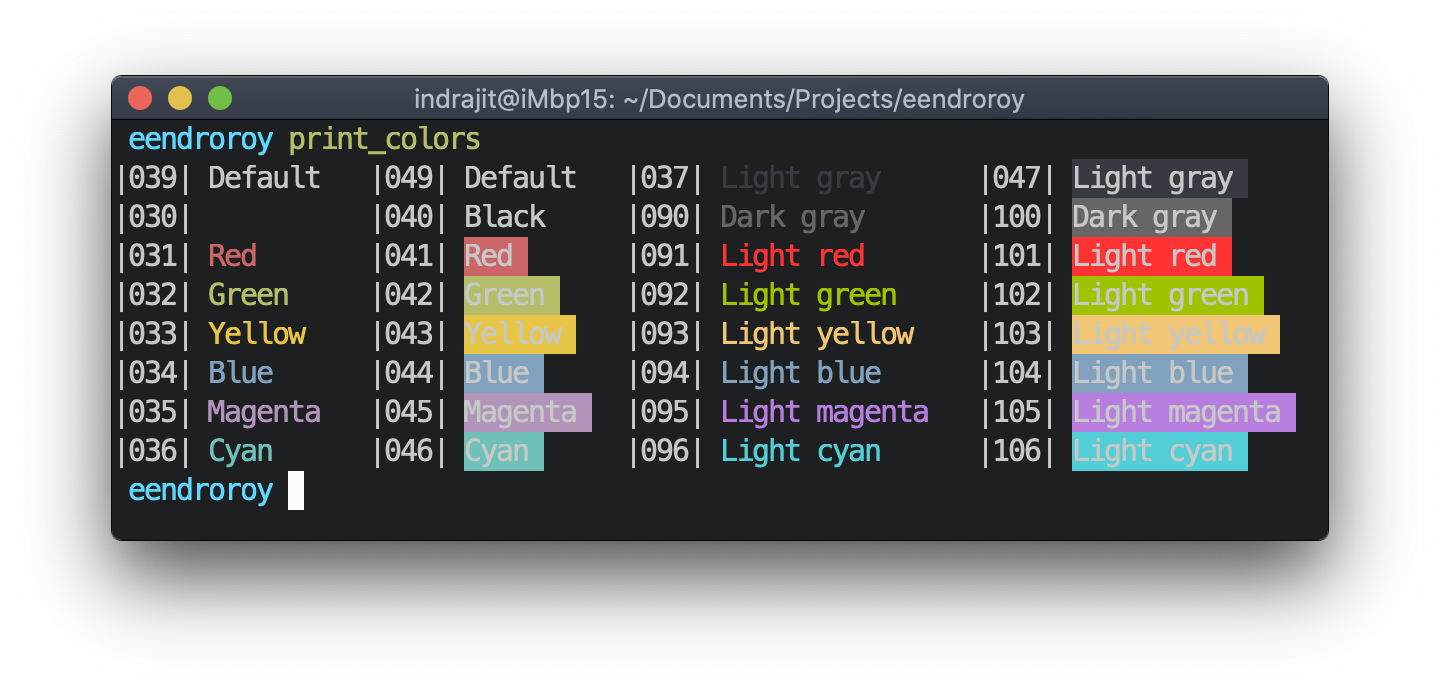 indrajit@iMbp15: ~/Documents/Projects/eendroroy
eendroroy print_colors
|039| Default |049| Default |037| Light gray |047| Light gray
|030| |040| Black |090| Dark gray |100| Dark gray
|031| Red |041| Red |091| Light red |101| Light red
|032| Green |042| Green |092| Light green |102| Light green
|033| Yellow |043| Yellow |093| Light yellow |103| Light yellow
|034| Blue |044| Blue |094| Light blue |104| Light blue
|035| Magenta |045| Magenta |095| Light magenta |105| Light magenta
|036| Cyan |046| Cyan |096| Light cyan |106| Light cyan
eendroroy